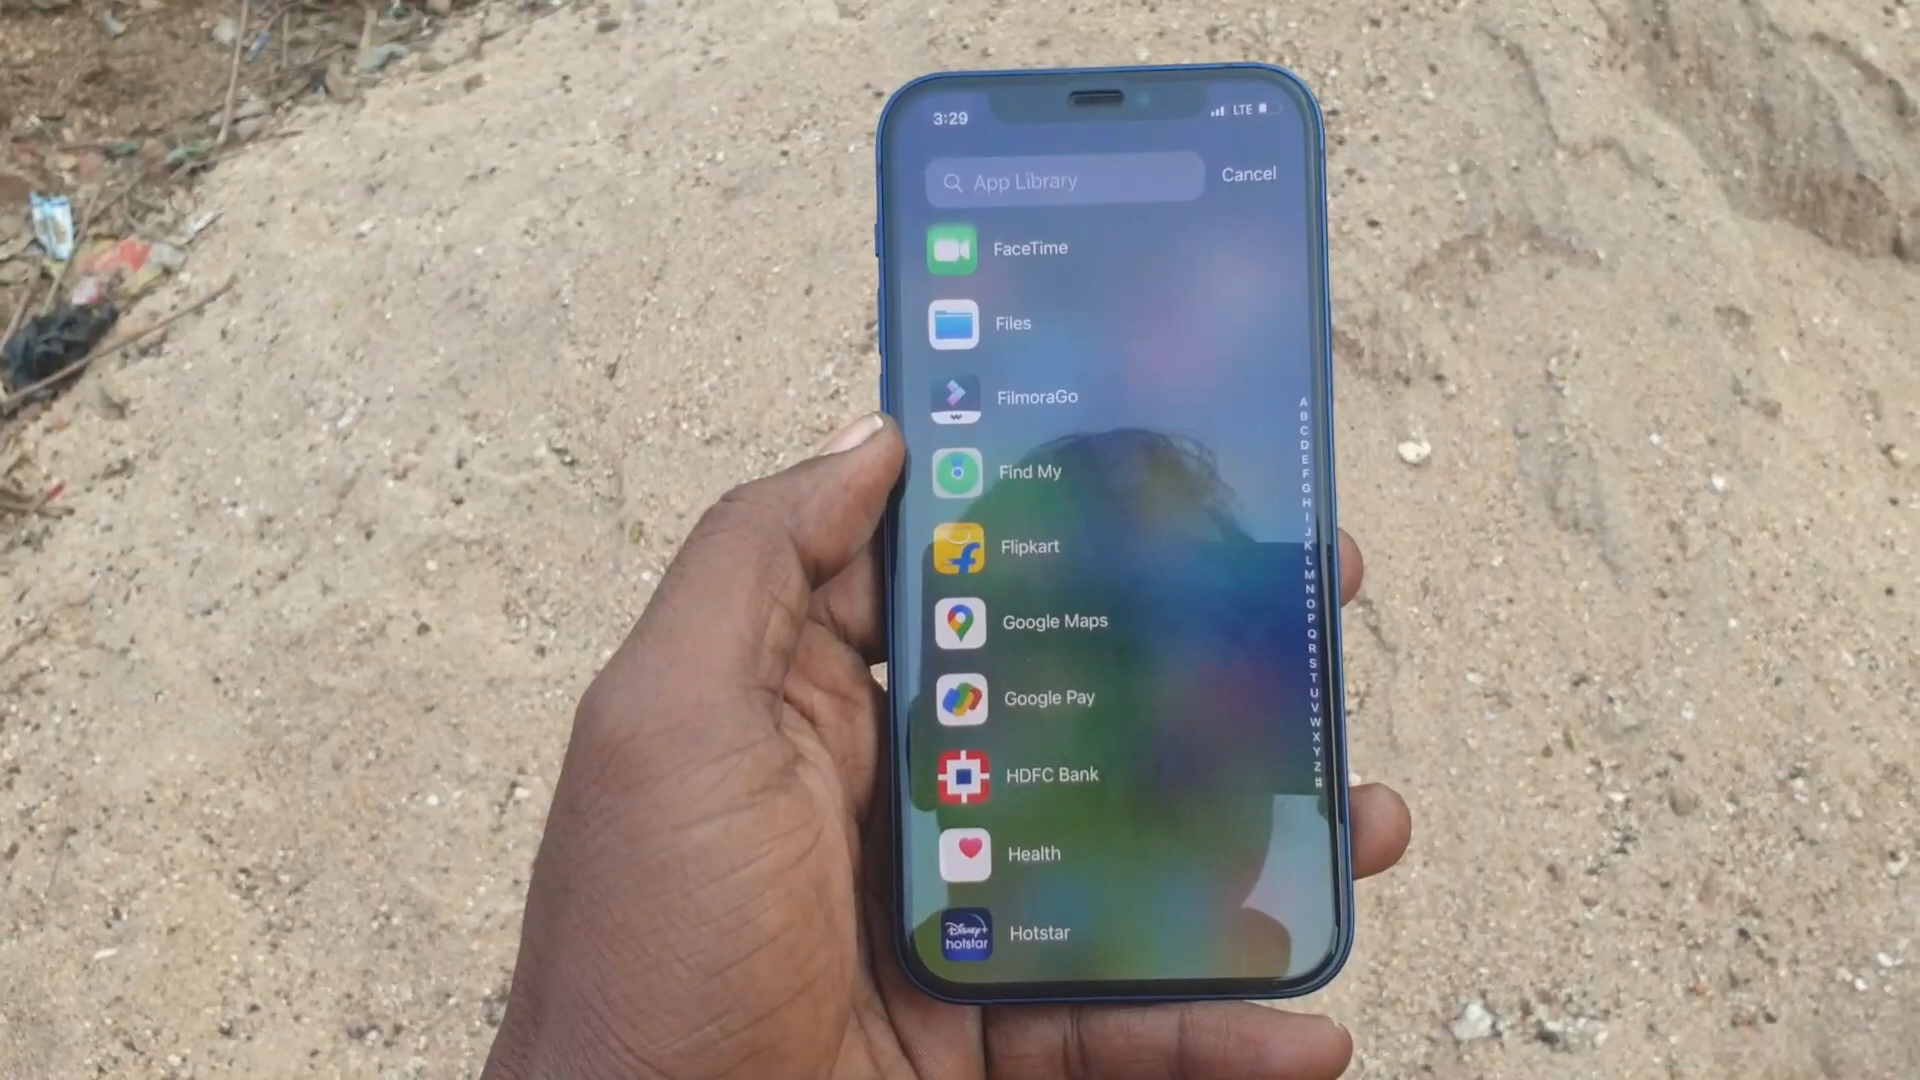 3:29 LTE
App Library Cancel
FaceTime
Files
FilmoraGo
Find My
Flipkart
Google Maps
Google Pay
HDFC Bank
Health
Disney+
hotstar
Hotstar
A
B
C
D
E
F
G
H
I
J
K
L
M
N
O
P
Q
R
S
T
U
V
W
X
Y
Z
#